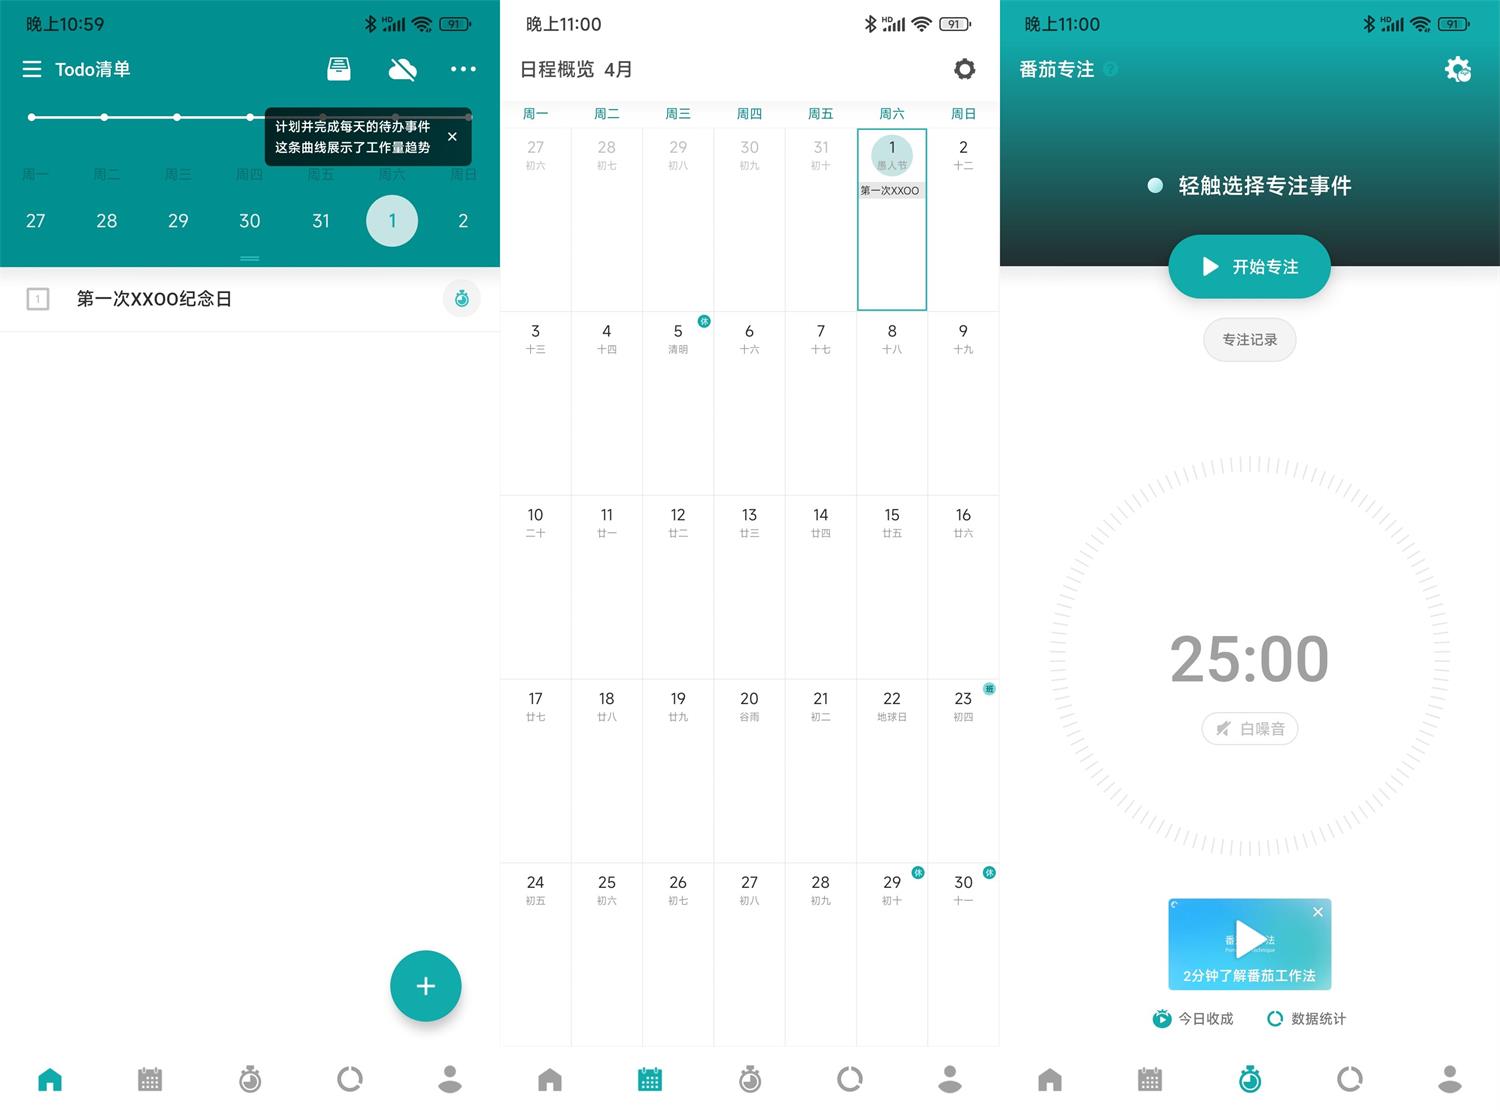 晚上10:59
HD
91
Todo清单
计划并完成每天的待办事件
这条曲线展示了工作量趋势
周一 周二 周三 周四 周五 周六 周日
27 28 29 30 31 1 2
1
第一次XXOO纪念日
晚上11:00
HD
91
日程概览 4月
周一 周二 周三 周四 周五 周六 周日
27 28 29 30 31 1 2
初六 初七 初八 初九 初十 愚人节 十二
第一次XXOO
休
3 4 5 6 7 8 9
十三 十四 清明 十六 十七 十八 十九
10 11 12 13 14 15 16
二十 廿一 廿二 廿三 廿四 廿五 廿六
班
17 18 19 20 21 22 23
廿七 廿八 廿九 谷雨 初二 地球日 初四
休 休
24 25 26 27 28 29 30
初五 初六 初七 初八 初九 初十 十一
晚上11:00
HD
91
番茄专注 ?
轻触选择专注事件
开始专注
专注记录
25:00
白噪音
2分钟了解番茄工作法
今日收成 数据统计